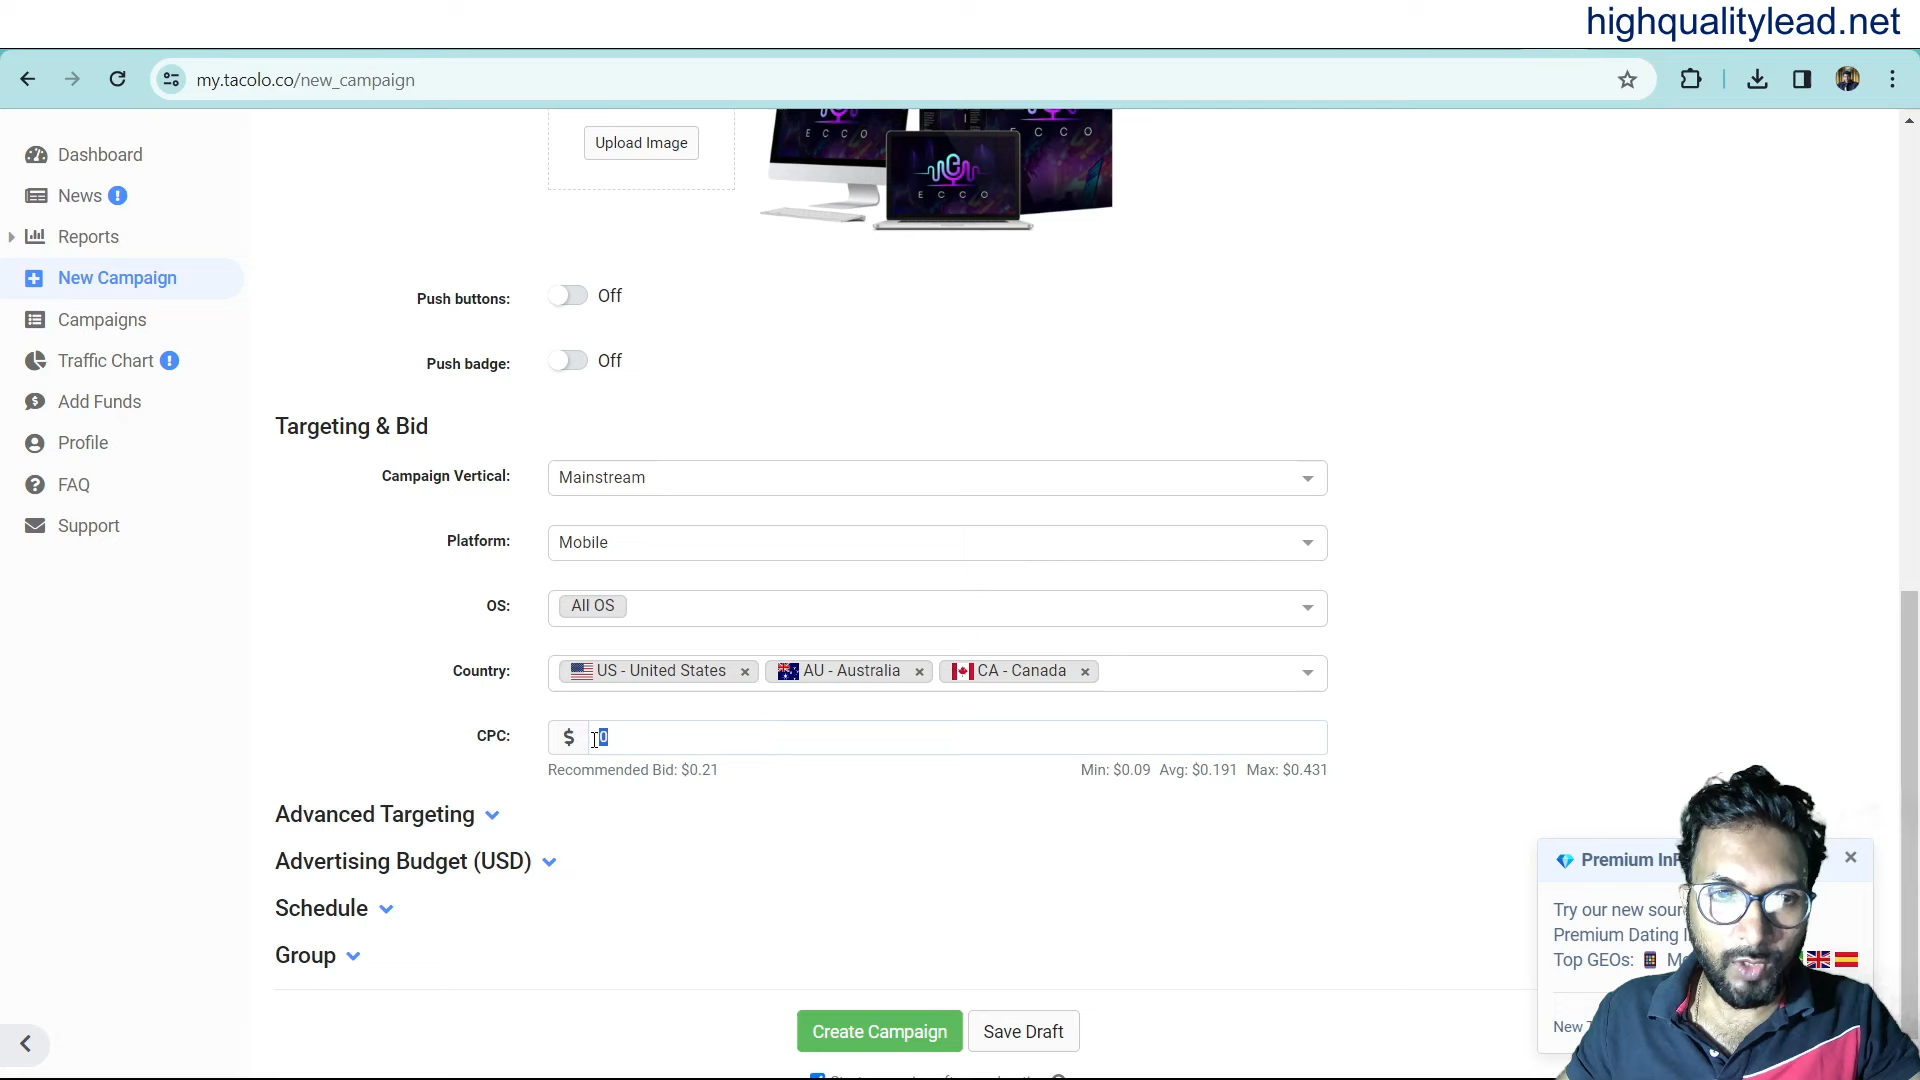 highqualitylead.net
my.tacolo.co/new_campaign
Dashboard
News
Reports
New Campaign
Campaigns
Traffic Chart
Add Funds
Profile
FAQ
Support
Upload Image
ECCO
ECCO
ECCO
Push buttons: Off
Push badge: Off
Targeting & Bid
Campaign Vertical: Mainstream
Platform: Mobile
OS: All OS
Country: US - United States × AU - Australia × CA - Canada ×
CPC: $ 0
Recommended Bid: $0.21 Min: $0.09 Avg: $0.191 Max: $0.431
Advanced Targeting
Advertising Budget (USD)
Schedule
Group
Create Campaign Save Draft
Premium
Try our new
Premium Dating
Top GEOs:
New